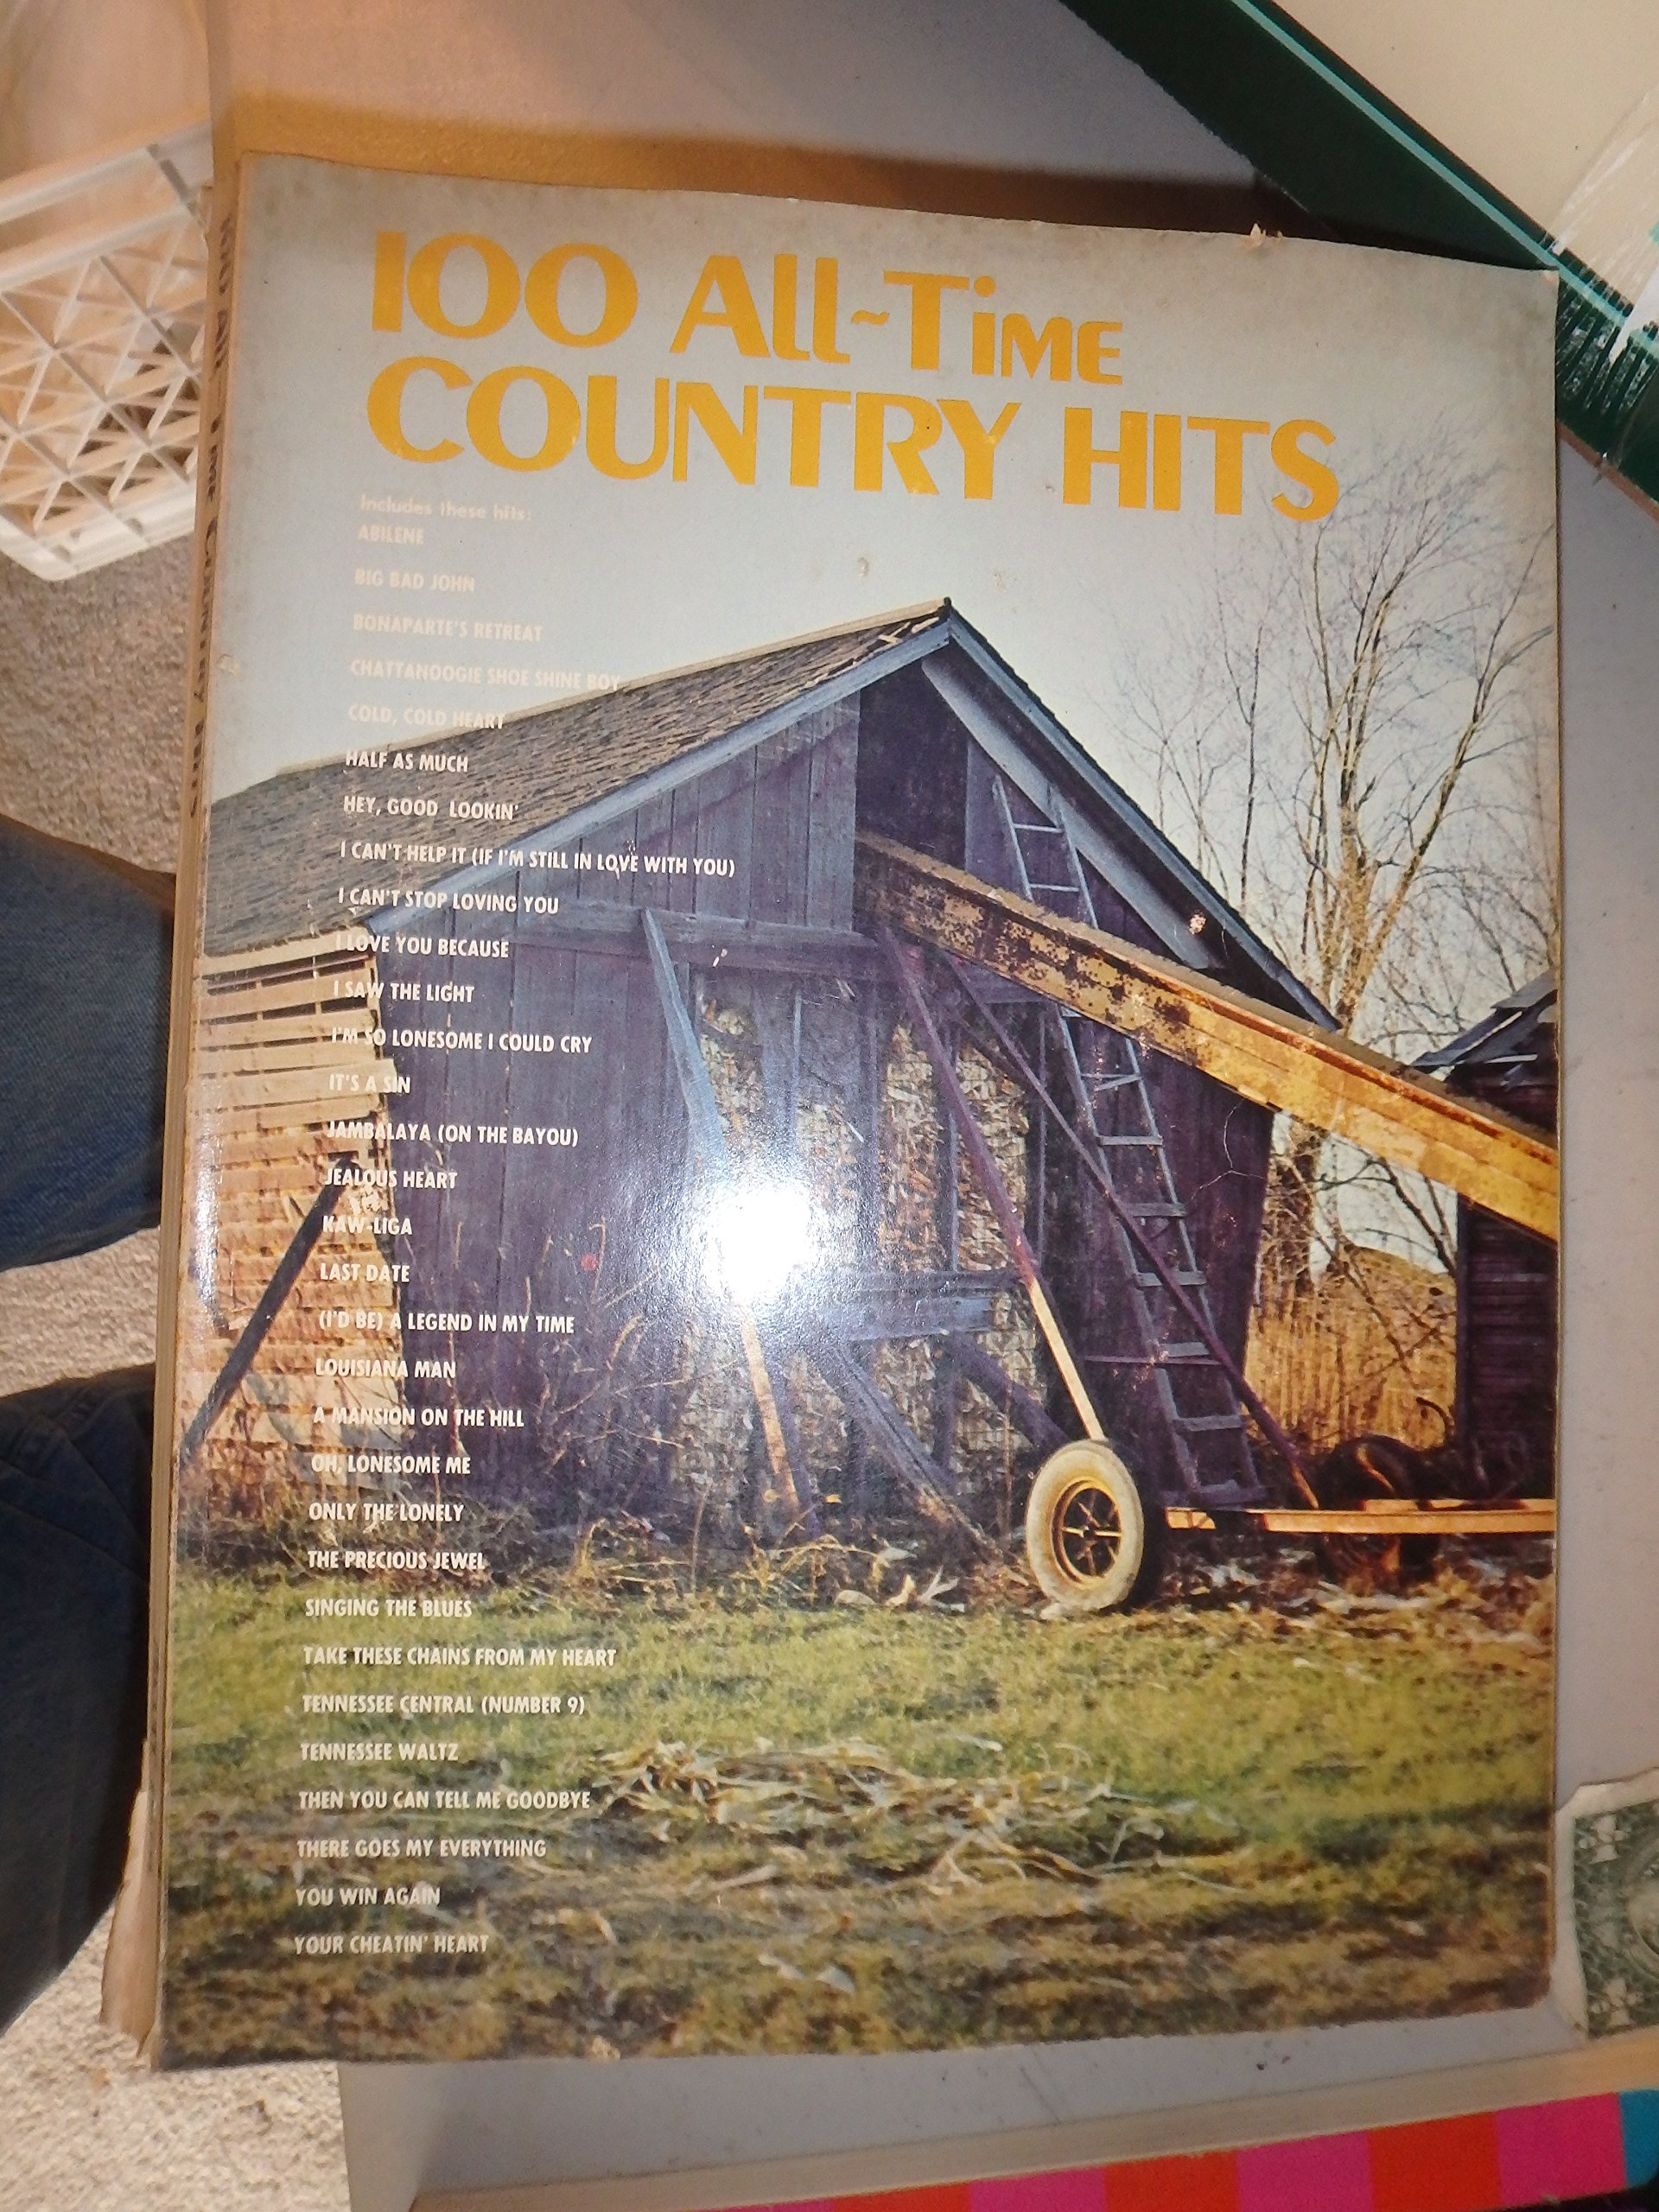 100 All~Time
COUNTRY HITS
Includes these hits:
ABILENE
BIG BAD JOHN
BONAPARTE'S RETREAT
CHATTANOOGIE SHOE SHINE BOY
COLD, COLD HEART
HALF AS MUCH
HEY, GOOD LOOKIN'
I CAN'T HELP IT (IF I'M STILL IN LOVE WITH YOU)
I CAN'T STOP LOVING YOU
I LOVE YOU BECAUSE
I SAW THE LIGHT
I'M SO LONESOME I COULD CRY
IT'S A SIN
JAMBALAYA (ON THE BAYOU)
JEALOUS HEART
KAW-LIGA
LAST DATE
(I'D BE) A LEGEND IN MY TIME
LOUISIANA MAN
A MANSION ON THE HILL
OH, LONESOME ME
ONLY THE LONELY
THE PRECIOUS JEWEL
SINGING THE BLUES
TAKE THESE CHAINS FROM MY HEART
TENNESSEE CENTRAL (NUMBER 9)
TENNESSEE WALTZ
THEN YOU CAN TELL ME GOODBYE
THERE GOES MY EVERYTHING
YOU WIN AGAIN
YOUR CHEATIN' HEART
100 All-Time Country Hits